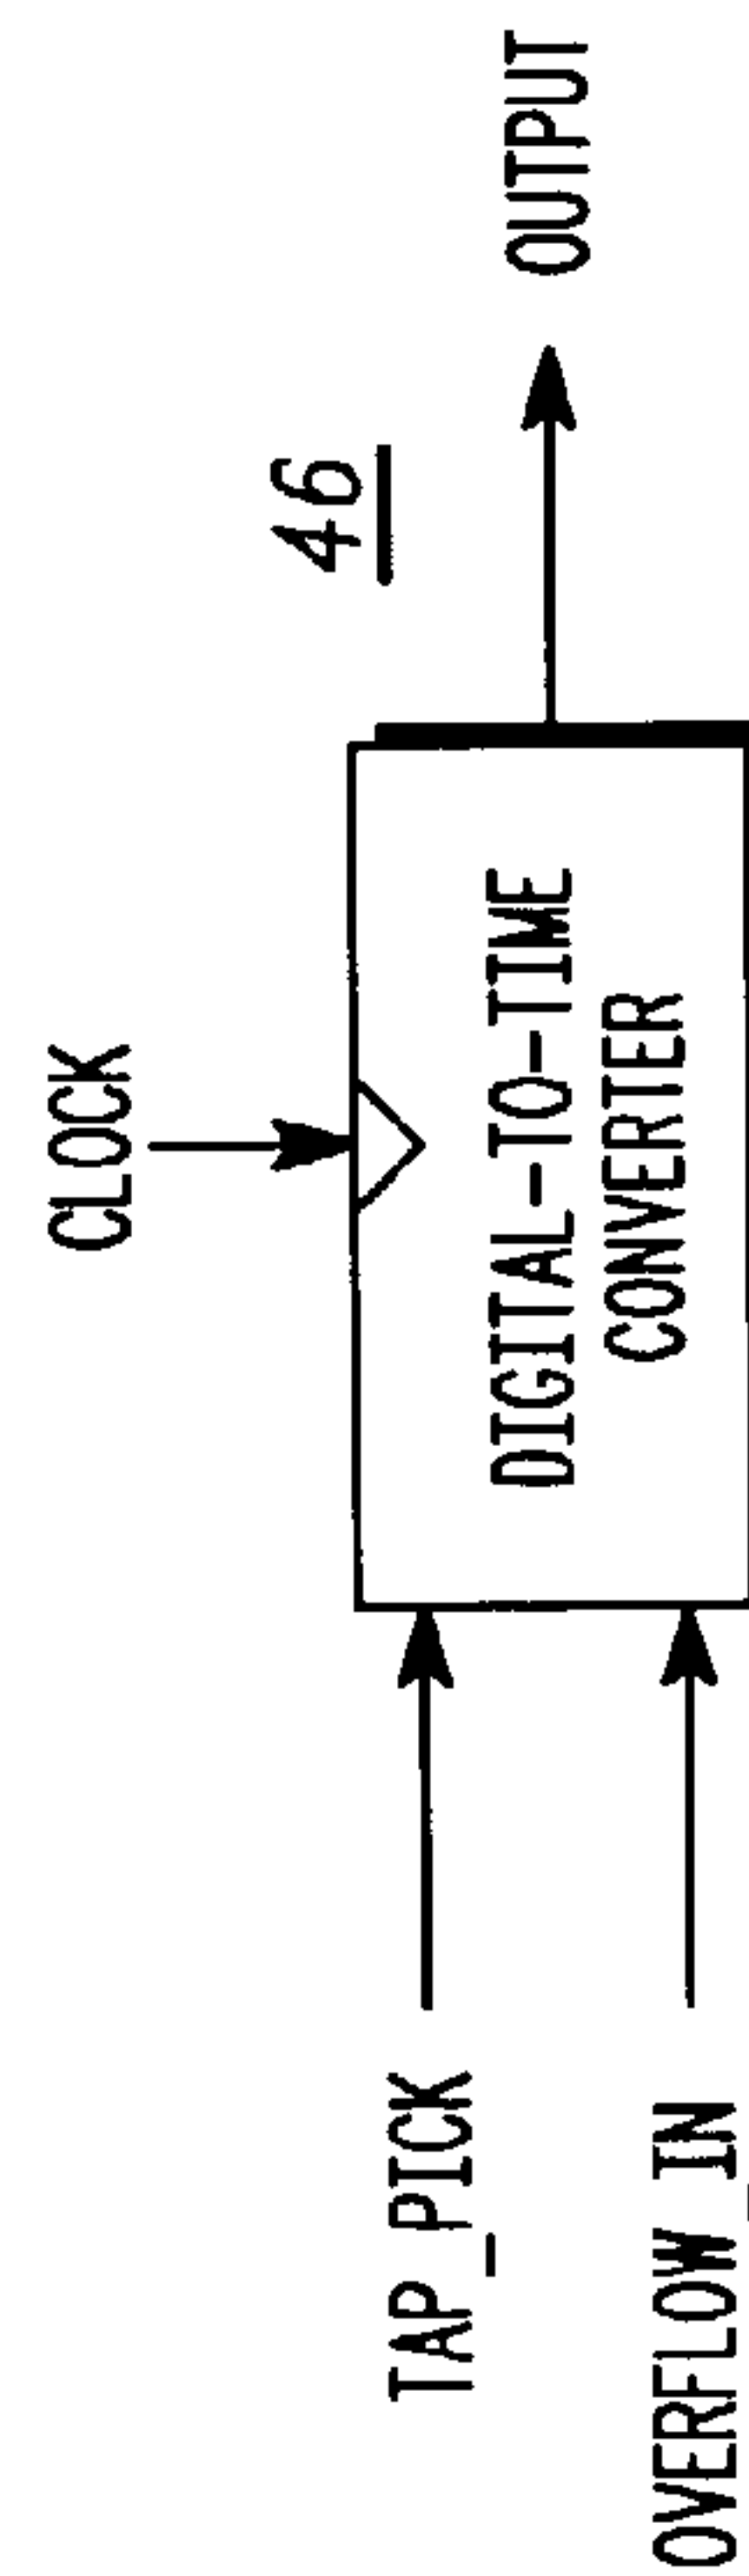 CLOCK
46
TAP_PICK
DIGITAL-TO-TIME
CONVERTER
OUTPUT
OVERFLOW_IN